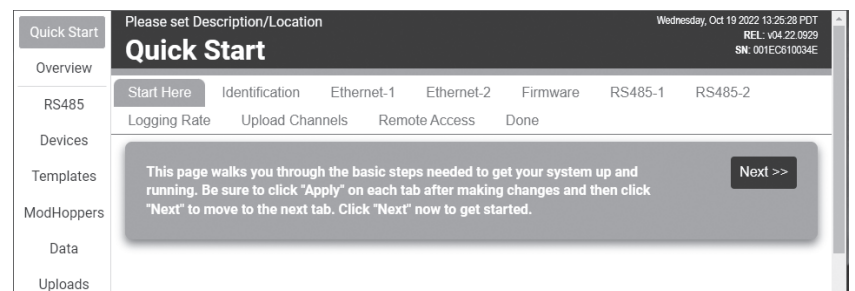 Quick Start
Overview
RS485
Devices
Templates
ModHoppers
Data
Uploads
Please set Description/Location
Quick Start
Wednesday, Oct 19 2022 13:25:28 PDT
REL: v04.22.0929
SN: 001EC610034E
Start Here Identification Ethernet-1 Ethernet-2 Firmware RS485-1 RS485-2
Logging Rate Upload Channels Remote Access Done
This page walks you through the basic steps needed to get your system up and
running. Be sure to click "Apply" on each tab after making changes and then click
"Next" to move to the next tab. Click "Next" now to get started.
Next >>